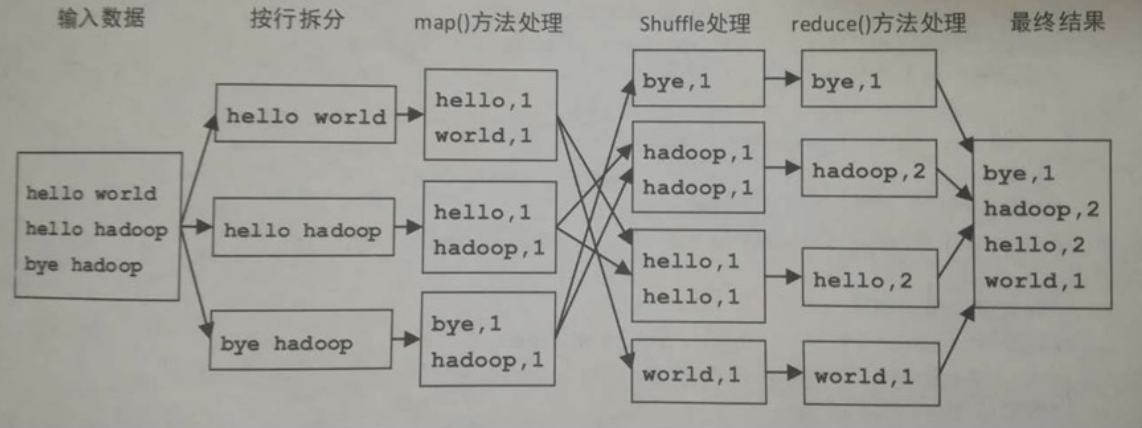 输入数据
按行拆分
map()方法处理
Shuffle处理
reduce()方法处理
最终结果
hello world
hello hadoop
bye hadoop
hello world
hello hadoop
bye hadoop
hello,1
world,1
hello,1
hadoop,1
bye,1
hadoop,1
bye,1
hadoop,1
hadoop,1
hello,1
hello,1
world,1
bye,1
hadoop,2
hello,2
world,1
bye,1
hadoop,2
hello,2
world,1